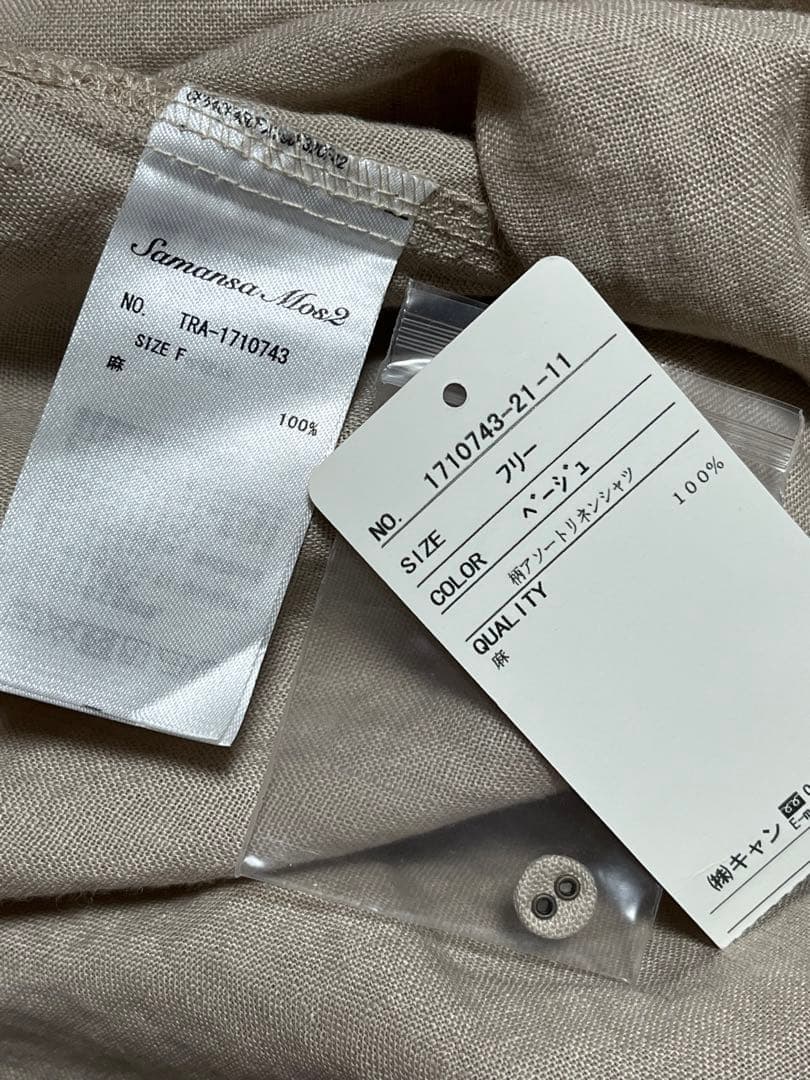 Samansa Mos2
NO. TRA-1710743
SIZE F
麻
100%
NO. 1710743-21-11
SIZE フリー
COLOR ベージュ
柄アソートリネンシャツ
QUALITY
麻 100%
㈱キャン